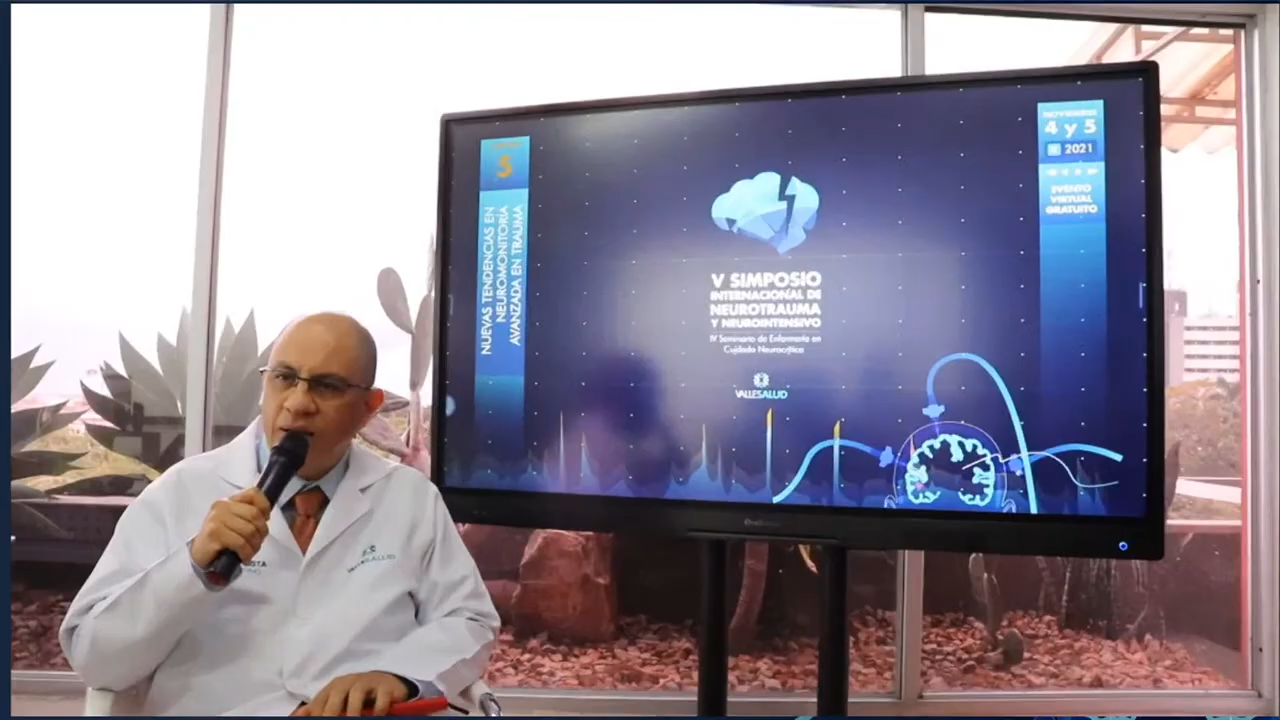 5
NUEVAS TENDENCIAS EN
NEUROMONITORÍA
AVANZADA EN TRAUMA
V SIMPOSIO
INTERNACIONAL DE
NEUROTRAUMA
Y NEUROINTENSIVO
IV Seminario de Enfermería en
Cuidado Neurocrítico
VALLESALUD
NOVIEMBRE
4 y 5
2021
EVENTO
VIRTUAL
GRATUITO